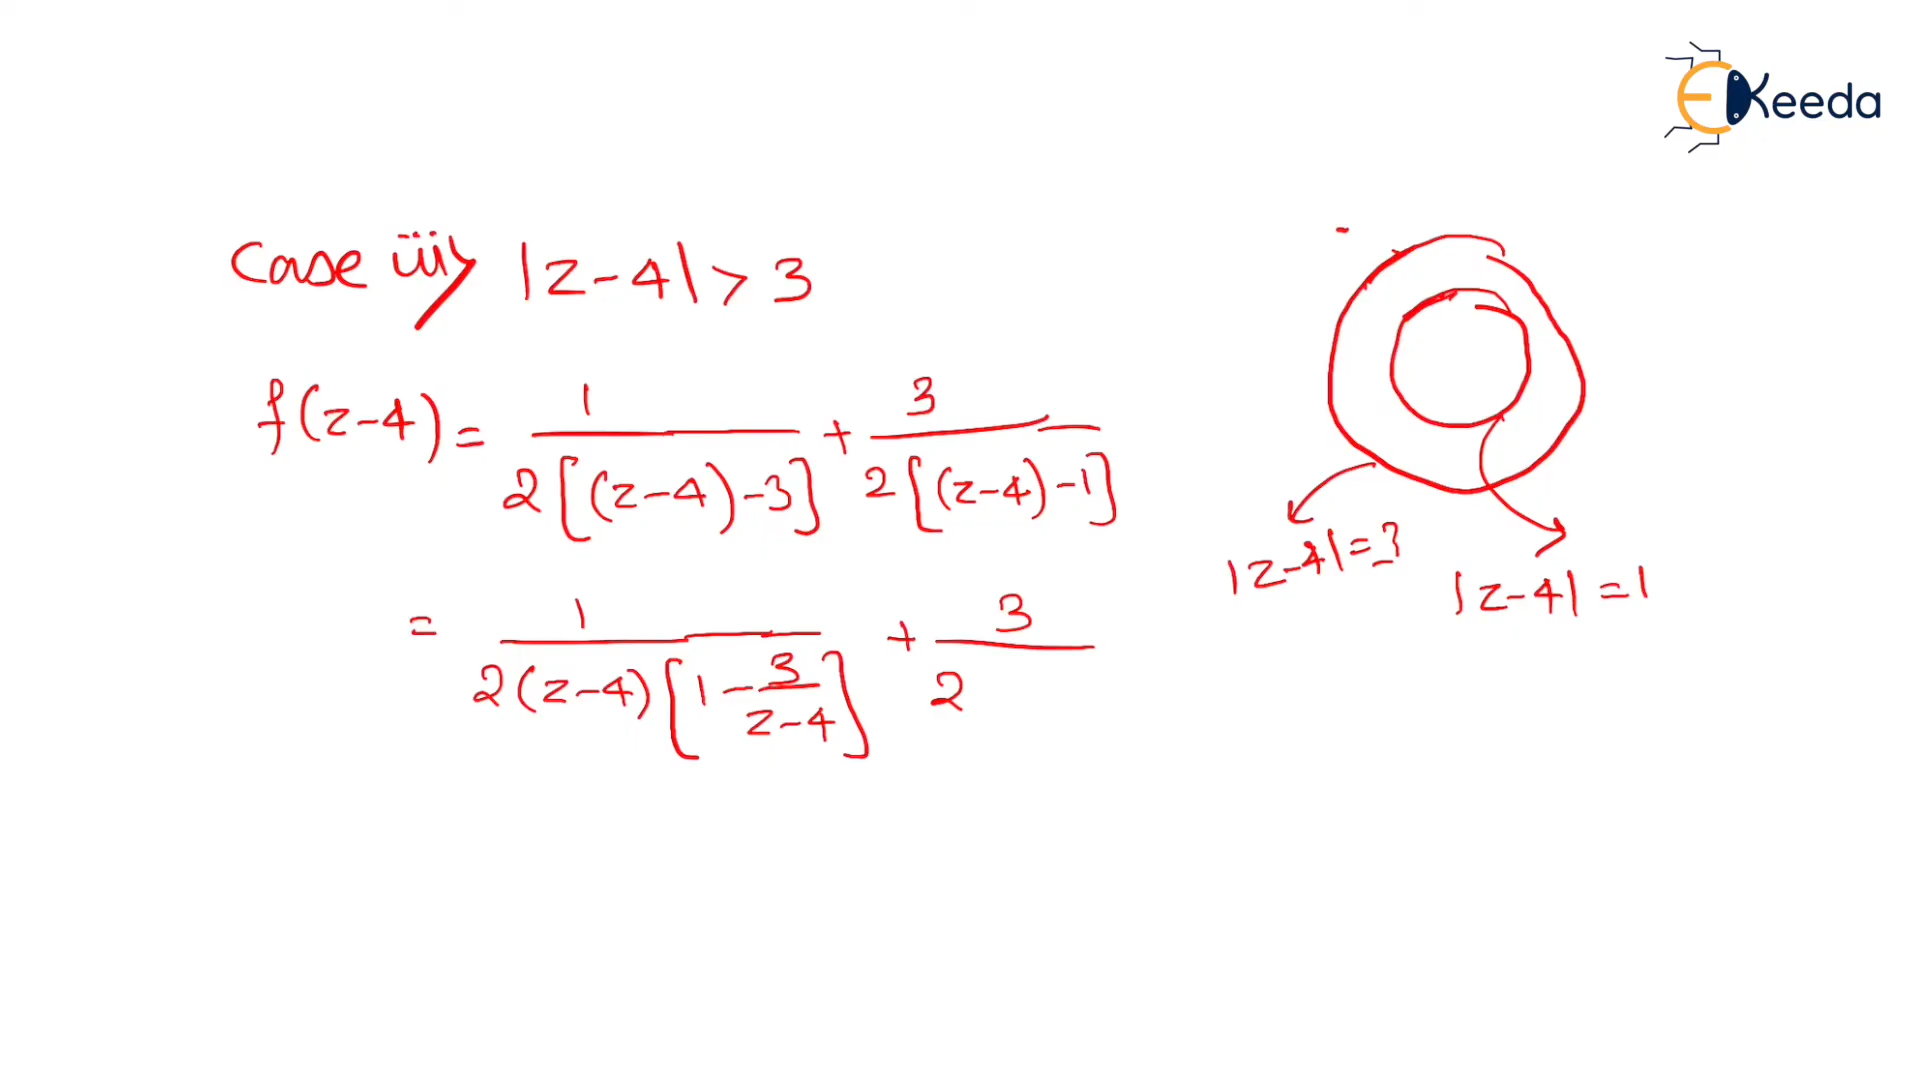 EKeeda
Case iii> |z-4| > 3
f(z-4) = 1/2[(z-4)-3] + 3/2[(z-4)-1]
= 1/2(z-4)[1-3/z-4] + 3/2
|z-4|=3
|z-4|=1